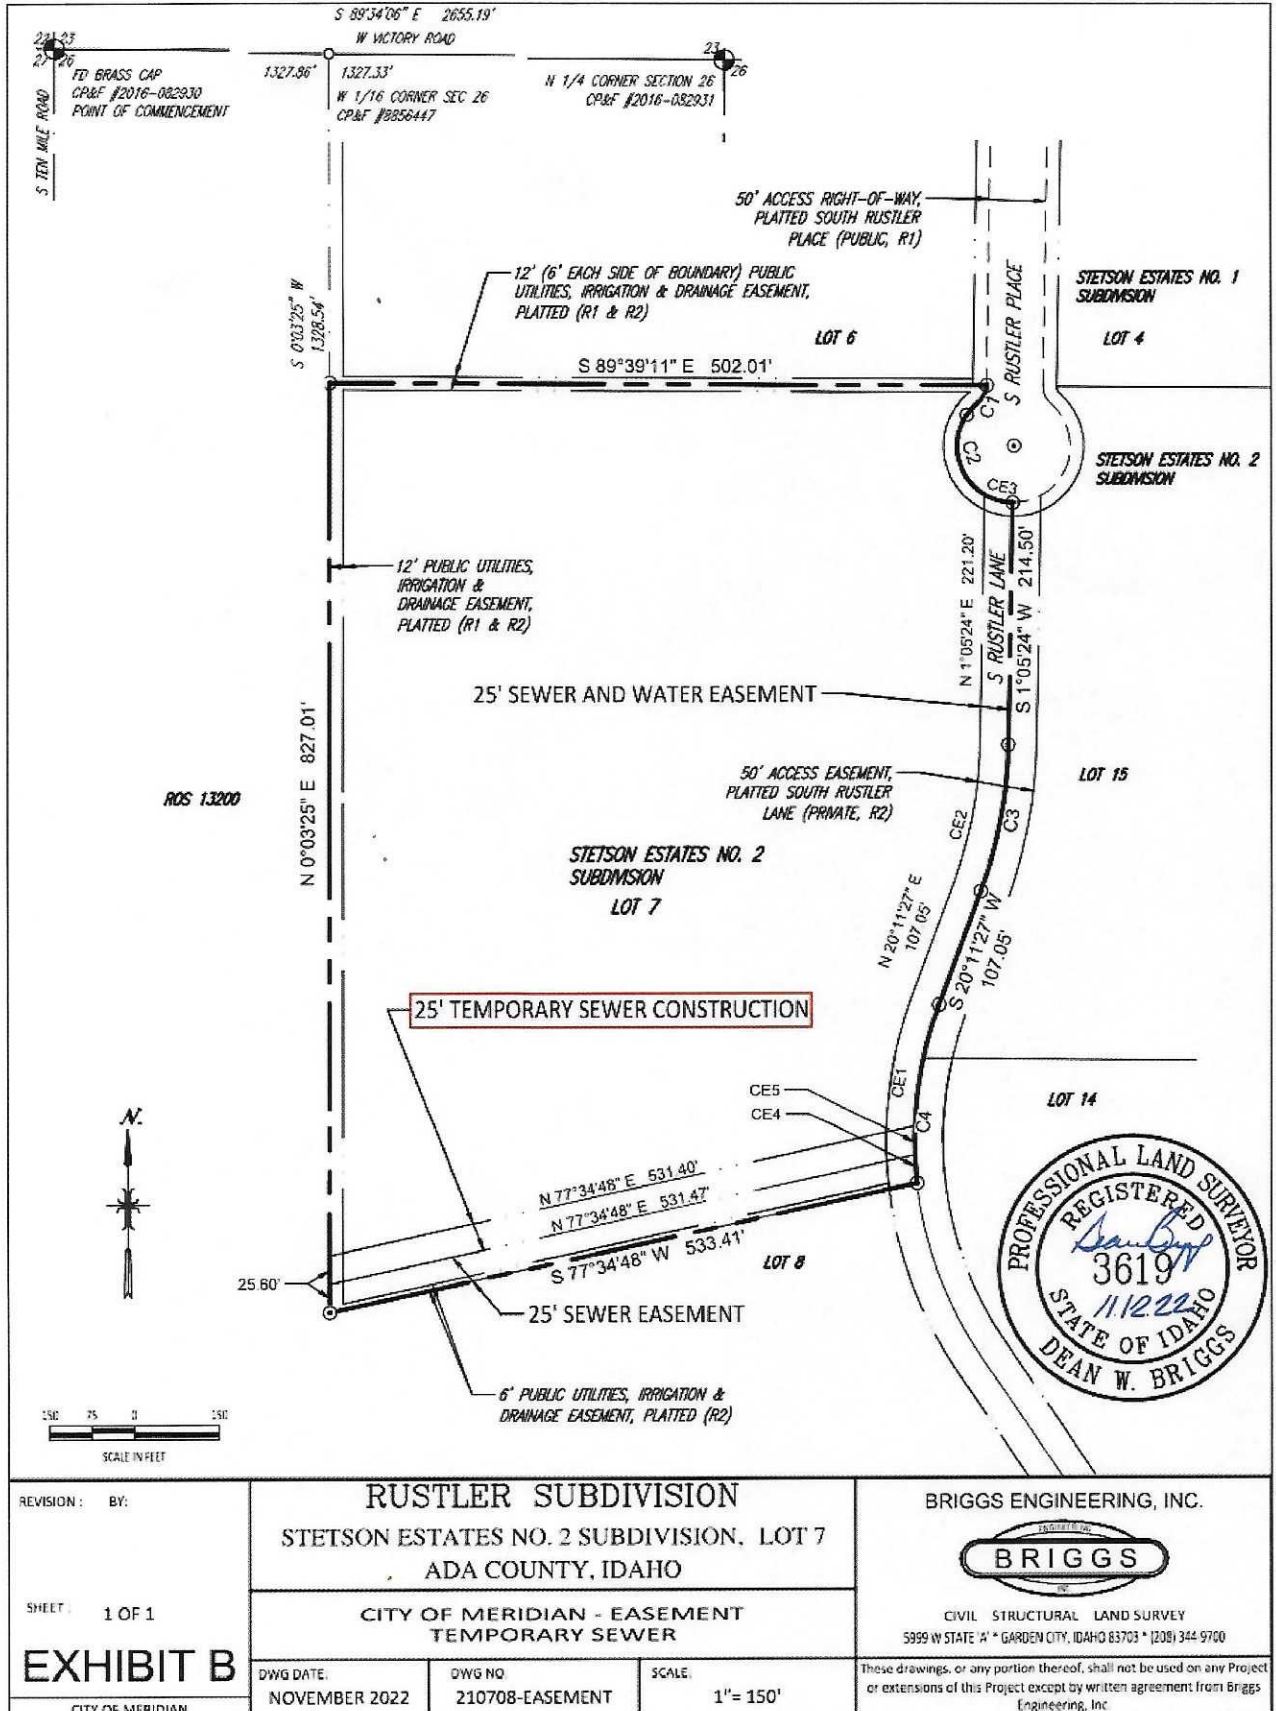 S 89°34'06" E 2655.19'
W VICTORY ROAD
22 23
27 26
FD BRASS CAP
CP&F #2016-082930
POINT OF COMMENCEMENT
S TEN MILE ROAD
1327.86'
1327.33'
W 1/16 CORNER SEC 26
CP&F #8856447
N 1/4 CORNER SECTION 26
CP&F #2016-082931
23
26
50' ACCESS RIGHT-OF-WAY,
PLATTED SOUTH RUSTLER
PLACE (PUBLIC, R1)
S 0°03'25" W
1328.54'
12' (6' EACH SIDE OF BOUNDARY) PUBLIC
UTILITIES, IRRIGATION & DRAINAGE EASEMENT,
PLATTED (R1 & R2)
LOT 6
S RUSTLER PLACE
STETSON ESTATES NO. 1
SUBDIVISION
LOT 4
S 89°39'11" E 502.01'
C1
C2
CE3
STETSON ESTATES NO. 2
SUBDIVISION
12' PUBLIC UTILITIES,
IRRIGATION &
DRAINAGE EASEMENT,
PLATTED (R1 & R2)
N 1°05'24" E 221.20'
S RUSTLER LANE
S 1°05'24" W 214.50'
25' SEWER AND WATER EASEMENT
N 0°03'25" E 827.01'
ROS 13200
50' ACCESS EASEMENT,
PLATTED SOUTH RUSTLER
LANE (PRIVATE, R2)
CE2
C3
LOT 15
STETSON ESTATES NO. 2
SUBDIVISION
LOT 7
N 20°11'27" E
107.05'
S 20°11'27" W
107.05'
25' TEMPORARY SEWER CONSTRUCTION
CE5
CE4
CE1
C4
LOT 14
N.
N 77°34'48" E 531.40'
N 77°34'48" E 531.47'
S 77°34'48" W 533.41'
LOT 8
25.60'
25' SEWER EASEMENT
6' PUBLIC UTILITIES, IRRIGATION &
DRAINAGE EASEMENT, PLATTED (R2)
PROFESSIONAL LAND SURVEYOR
REGISTERED
Dean Briggs
3619
11.12.22
STATE OF IDAHO
DEAN W. BRIGGS
150 75 0 150
SCALE IN FEET
REVISION : BY:
SHEET : 1 OF 1
EXHIBIT B
CITY OF MERIDIAN
RUSTLER SUBDIVISION
STETSON ESTATES NO. 2 SUBDIVISION, LOT 7
ADA COUNTY, IDAHO
CITY OF MERIDIAN - EASEMENT
TEMPORARY SEWER
DWG DATE:
NOVEMBER 2022
DWG NO
210708-EASEMENT
SCALE:
1"= 150'
BRIGGS ENGINEERING, INC.
ENGINEERING
BRIGGS
INC.
CIVIL STRUCTURAL LAND SURVEY
5999 W STATE 'A' * GARDEN CITY, IDAHO 83703 * (208) 344-9700
These drawings, or any portion thereof, shall not be used on any Project
or extensions of this Project except by written agreement from Briggs
Engineering, Inc.